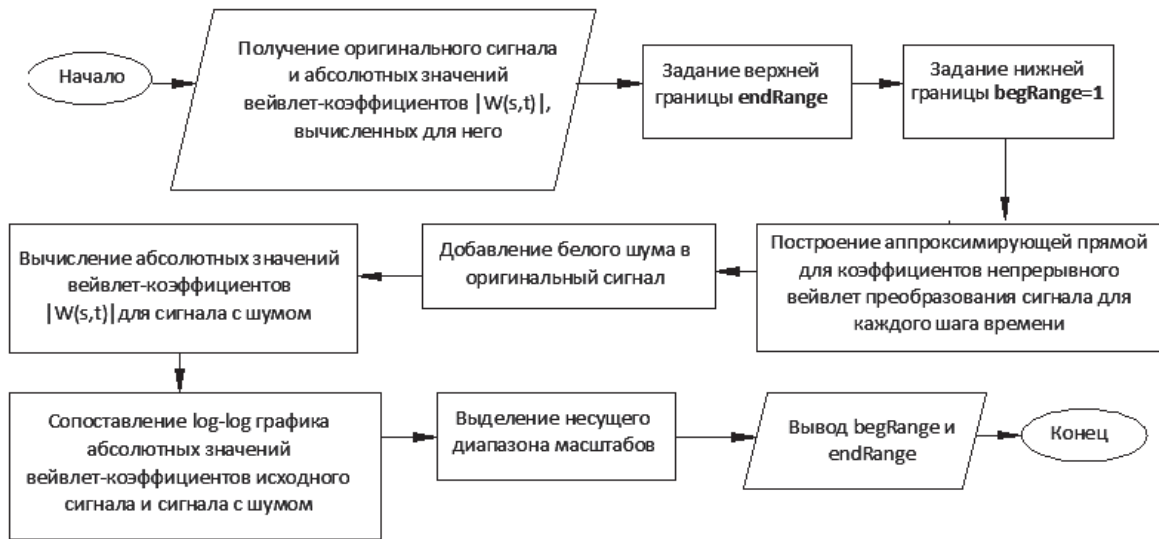 Начало
Получение оригинального сигнала
и абсолютных значений
вейвлет-коэффициентов |W(s,t)|,
вычисленных для него
Задание верхней
границы endRange
Задание нижней
границы begRange=1
Построение аппроксимирующей прямой
для коэффициентов непрерывного
вейвлет преобразования сигнала для
каждого шага времени
Добавление белого шума в
оригинальный сигнал
Вычисление абсолютных значений
вейвлет-коэффициентов
|W(s,t)| для сигнала с шумом
Сопоставление log-log графика
абсолютных значений
вейвлет-коэффициентов исходного
сигнала и сигнала с шумом
Выделение несущего
диапазона масштабов
Вывод begRange и
endRange
Конец